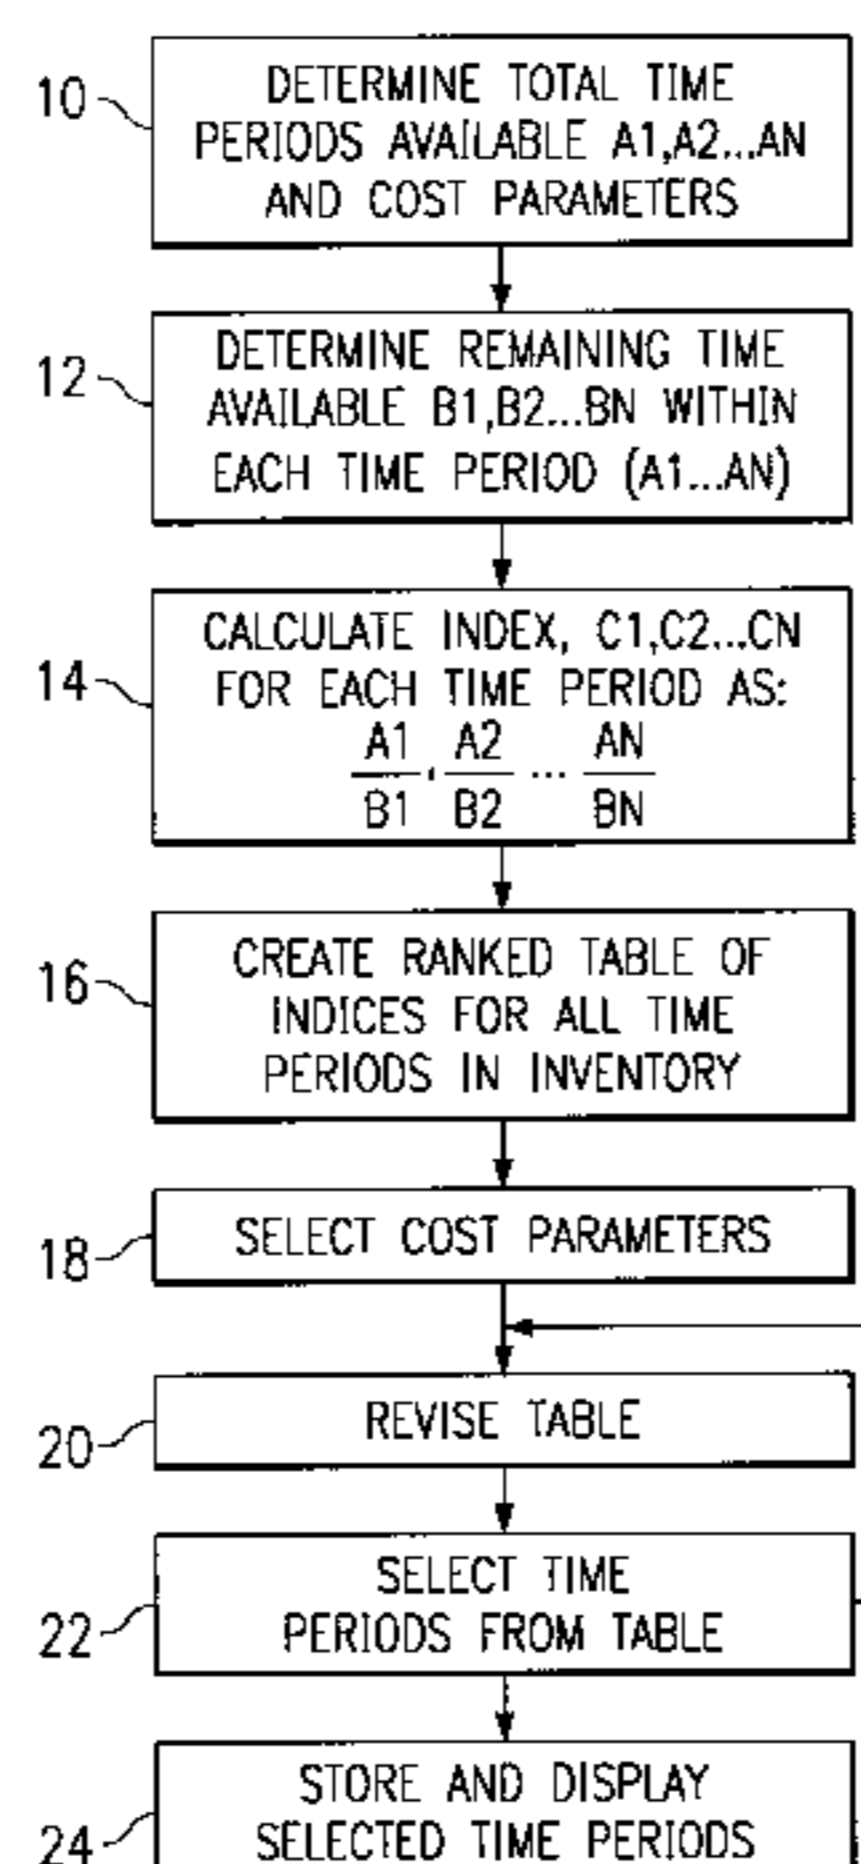 10
DETERMINE TOTAL TIME
PERIODS AVAILABLE A1,A2...AN
AND COST PARAMETERS
12
DETERMINE REMAINING TIME
AVAILABLE B1,B2...BN WITHIN
EACH TIME PERIOD (A1...AN)
14
CALCULATE INDEX, C1,C2...CN
FOR EACH TIME PERIOD AS:
A1 A2 AN
, ...
B1 B2 BN
16
CREATE RANKED TABLE OF
INDICES FOR ALL TIME
PERIODS IN INVENTORY
18
SELECT COST PARAMETERS
20
REVISE TABLE
22
SELECT TIME
PERIODS FROM TABLE
24
STORE AND DISPLAY
SELECTED TIME PERIODS